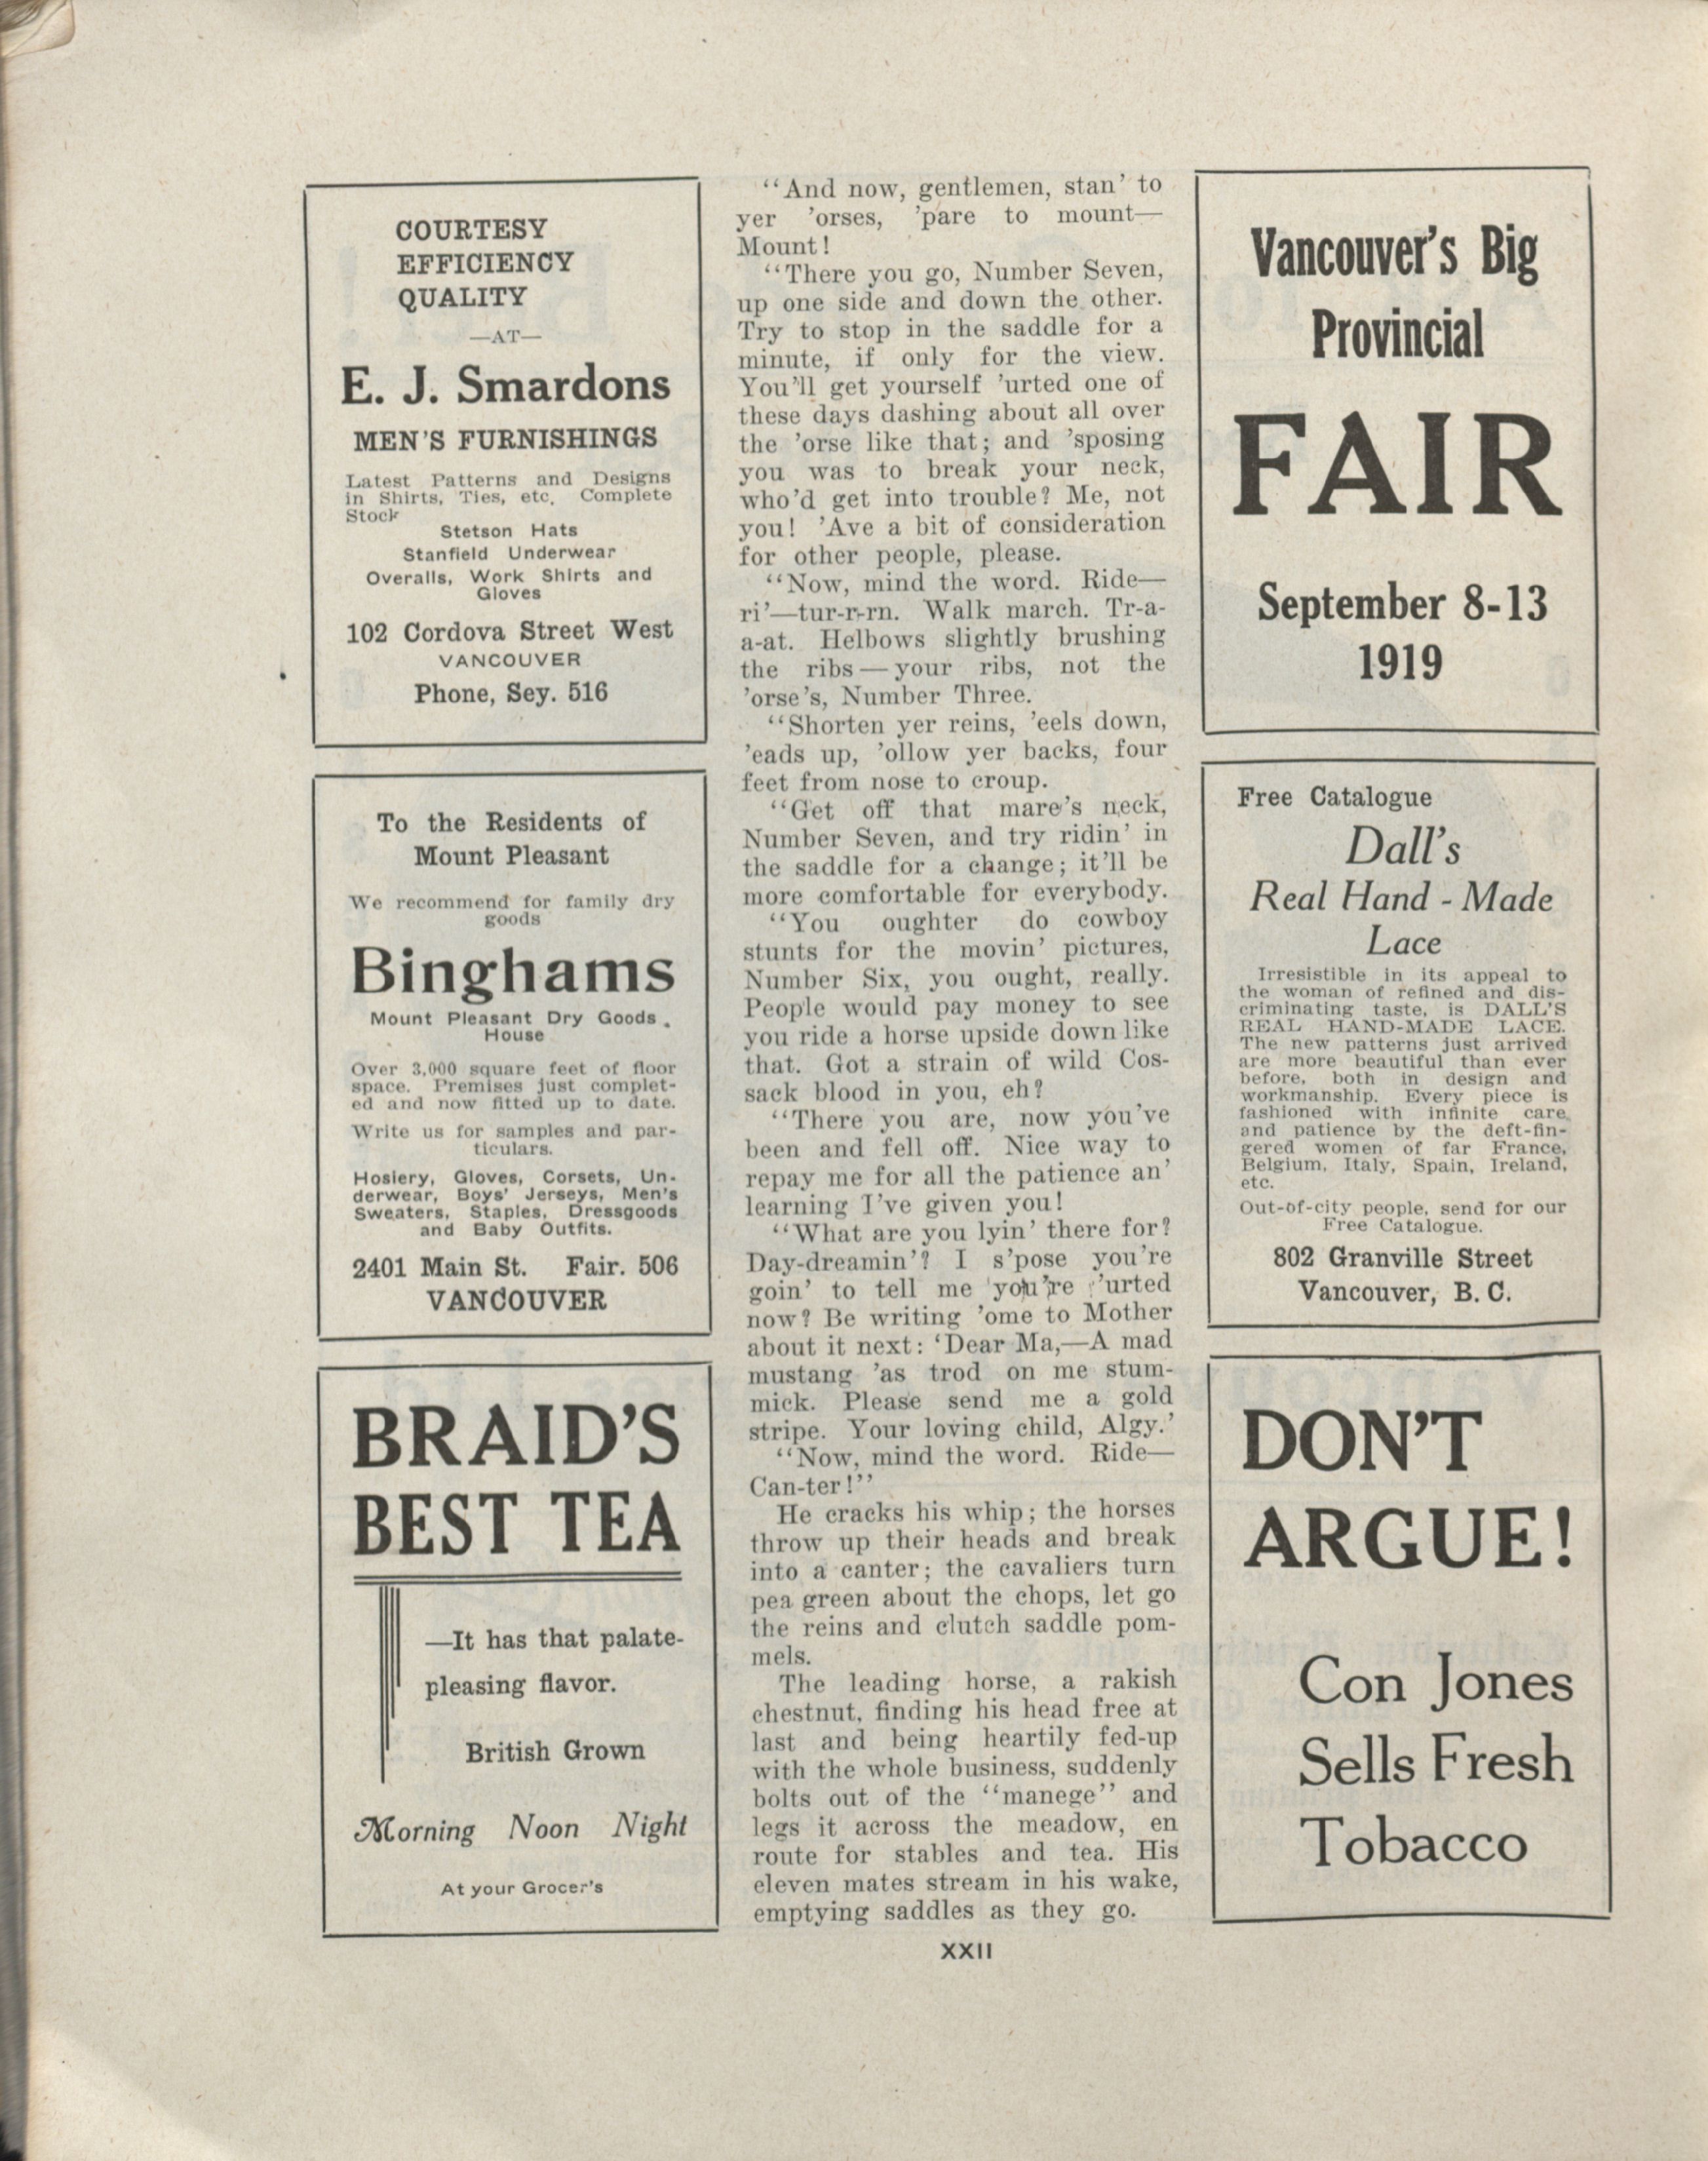 COURTESY
EFFICIENCY
QUALITY
—AT—
E. J. Smardons
MEN'S FURNISHINGS
Latest Patterns and Designs
in Shirts, Ties, etc. Complete
Stock
Stetson Hats
Stanfield Underwear
Overalls, Work Shirts and
Gloves
102 Cordova Street West
VANCOUVER
Phone, Sey. 516
To the Residents of
Mount Pleasant
We recommend for family dry
goods
Binghams
Mount Pleasant Dry Goods
House
Over 3,000 square feet of floor
space. Premises just complet-
ed and now fitted up to date.
Write us for samples and par-
ticulars.
Hosiery, Gloves, Corsets, Un-
derwear, Boys' Jerseys, Men's
Sweaters, Staples, Dressgoods
and Baby Outfits.
2401 Main St. Fair. 506
VANCOUVER
BRAID'S
BEST TEA
—It has that palate-
pleasing flavor.
British Grown
Morning Noon Night
At your Grocer's
"And now, gentlemen, stan' to
yer 'orses, 'pare to mount—
Mount!
"There you go, Number Seven,
up one side and down the other.
Try to stop in the saddle for a
minute, if only for the view.
You'll get yourself 'urted one of
these days dashing about all over
the 'orse like that; and 'sposing
you was to break your neck,
who'd get into trouble? Me, not
you! 'Ave a bit of consideration
for other people, please.
"Now, mind the word. Ride—
ri'—tur-r-rn. Walk march. Tr-a-
a-at. Helbows slightly brushing
the ribs—your ribs, not the
'orse's, Number Three.
"Shorten yer reins, 'eels down,
'eads up, 'ollow yer backs, four
feet from nose to croup.
"Get off that mare's neck,
Number Seven, and try ridin' in
the saddle for a change; it'll be
more comfortable for everybody.
"You oughter do cowboy
stunts for the movin' pictures,
Number Six, you ought, really.
People would pay money to see
you ride a horse upside down like
that. Got a strain of wild Cos-
sack blood in you, eh?
"There you are, now you've
been and fell off. Nice way to
repay me for all the patience an'
learning I've given you!
"What are you lyin' there for?
Day-dreamin'? I s'pose you're
goin' to tell me you're 'urted
now? Be writing 'ome to Mother
about it next: 'Dear Ma,—A mad
mustang 'as trod on me stum-
mick. Please send me a gold
stripe. Your loving child, Algy.'
"Now, mind the word. Ride—
Can-ter!"
He cracks his whip; the horses
throw up their heads and break
into a canter; the cavaliers turn
pea green about the chops, let go
the reins and clutch saddle pom-
mels.
The leading horse, a rakish
chestnut, finding his head free at
last and being heartily fed-up
with the whole business, suddenly
bolts out of the "manege" and
legs it across the meadow, en
route for stables and tea. His
eleven mates stream in his wake,
emptying saddles as they go.
Vancouver's Big
Provincial
FAIR
September 8-13
1919
Free Catalogue
Dall's
Real Hand - Made
Lace
Irresistible in its appeal to
the woman of refined and dis-
criminating taste, is DALL'S
REAL HAND-MADE LACE.
The new patterns just arrived
are more beautiful than ever
before, both in design and
workmanship. Every piece is
fashioned with infinite care
and patience by the deft-fin-
gered women of far France,
Belgium, Italy, Spain, Ireland,
etc.
Out-of-city people, send for our
Free Catalogue.
802 Granville Street
Vancouver, B. C.
DON'T
ARGUE!
Con Jones
Sells Fresh
Tobacco
XXII